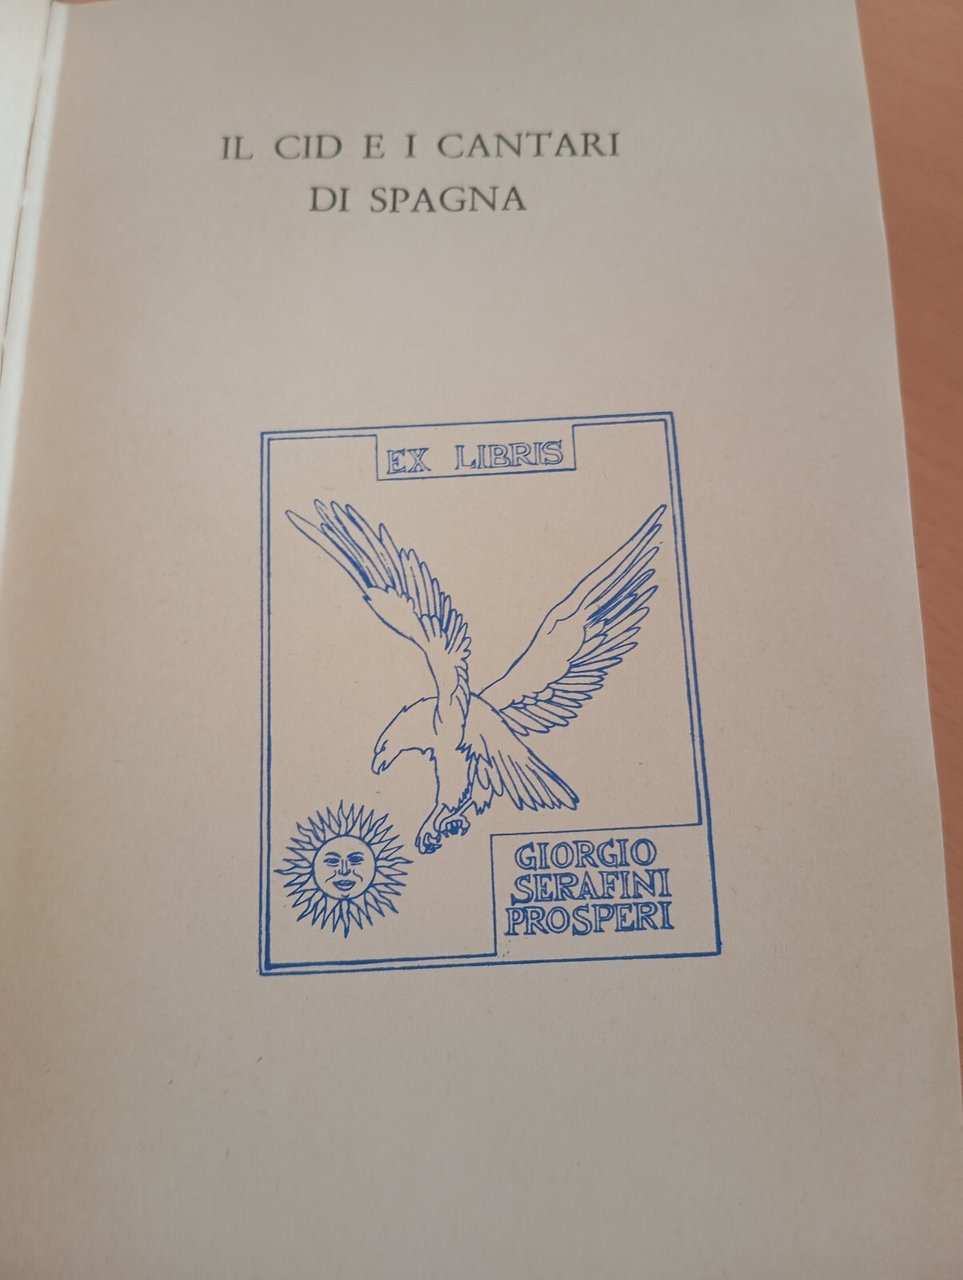 IL CID E I CANTARI
DI SPAGNA
EX LIBRIS
GIORGIO
SERAFINI
PROSPERI